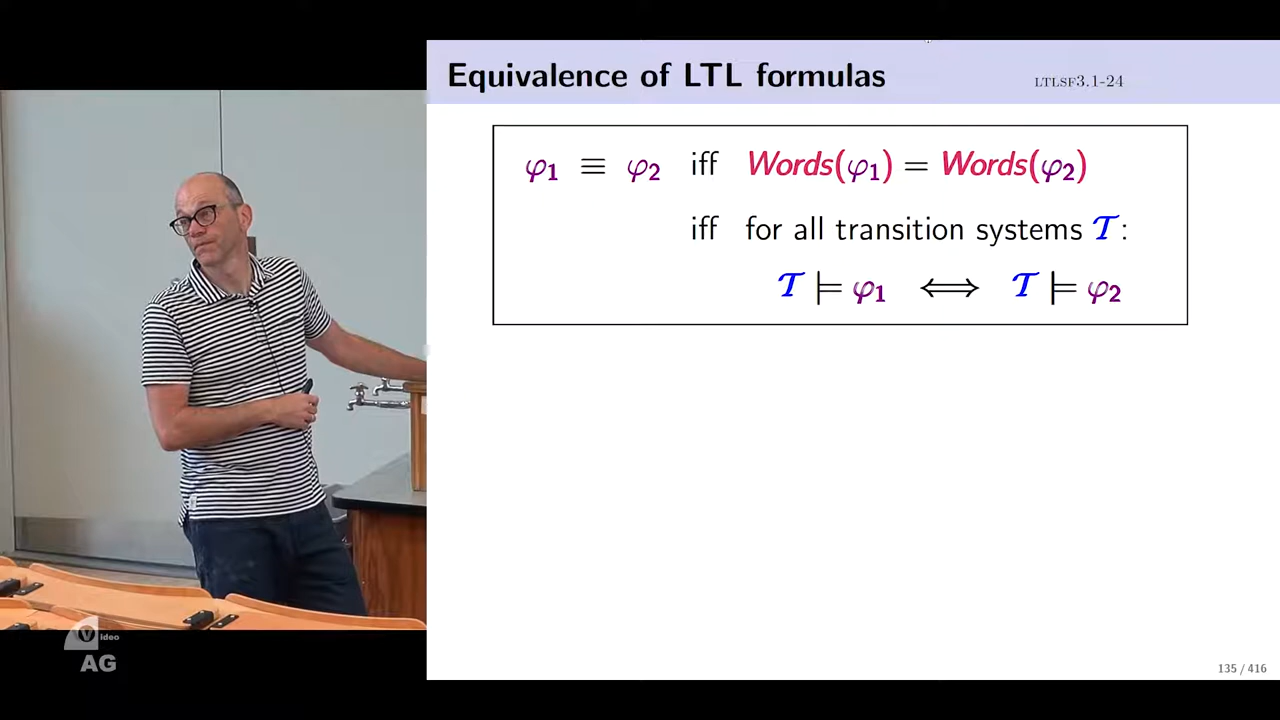 Equivalence of LTL formulas
LTLSF3.1-24
φ1 ≡ φ2 iff Words(φ1) = Words(φ2)
iff for all transition systems T:
T ⊨ φ1 ⟺ T ⊨ φ2
Video
AG
135 / 416